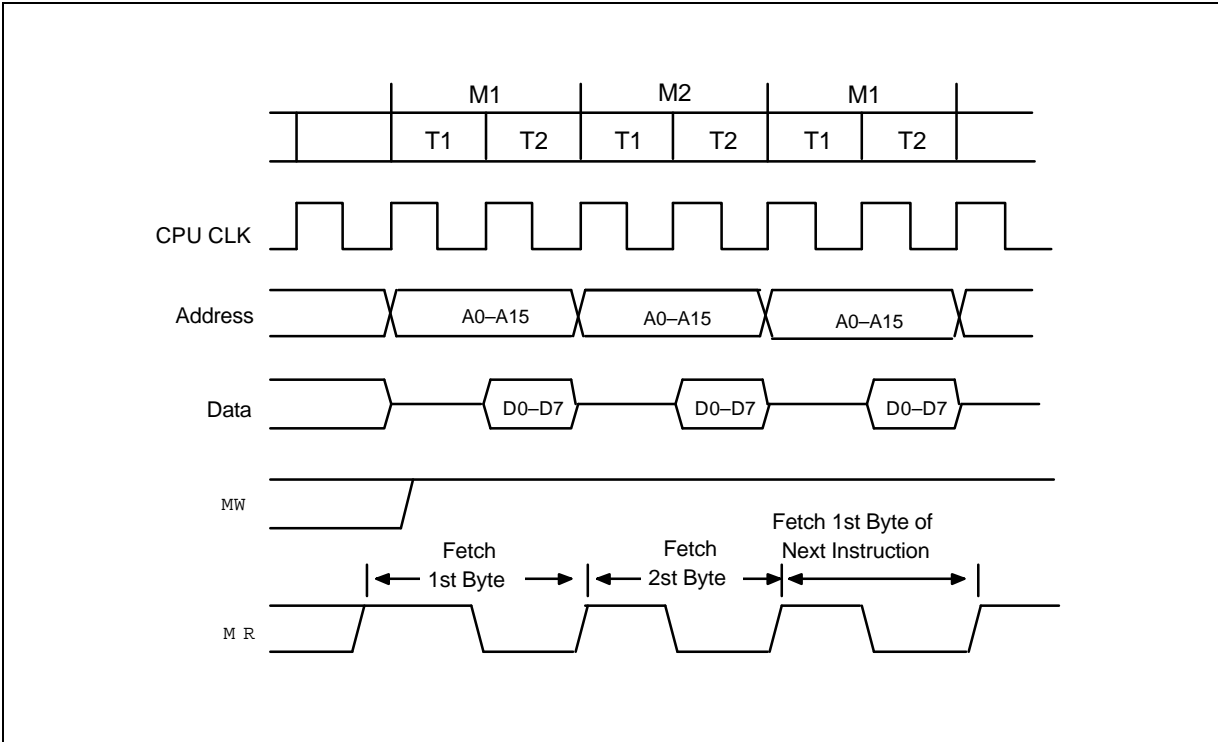 M1 M2 M1
T1 T2 T1 T2 T1 T2
CPU CLK
Address A0–A15 A0–A15 A0–A15
Data D0–D7 D0–D7 D0–D7
MW
Fetch 1st Byte of
Fetch Fetch Next Instruction
1st Byte 2st Byte
M R